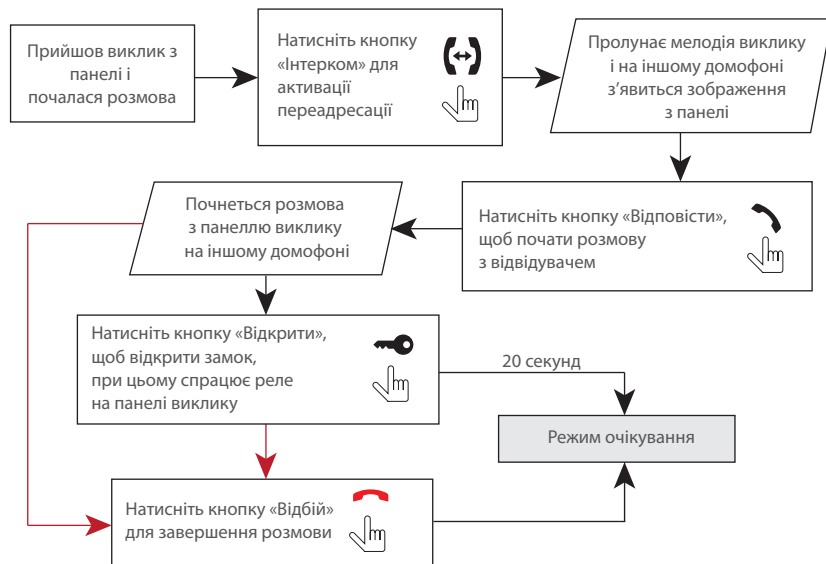 Прийшов виклик з
панелі і
почалася розмова
Натисніть кнопку
«Інтерком» для
активації
переадресації
Пролунає мелодія виклику
і на іншому домофоні
з’явиться зображення
з панелі
Натисніть кнопку «Відповісти»,
щоб почати розмову
з відвідувачем
Почнеться розмова
з панеллю виклику
на іншому домофоні
Натисніть кнопку «Відкрити»,
щоб відкрити замок,
при цьому спрацює реле
на панелі виклику
20 секунд
Режим очікування
Натисніть кнопку «Відбій»
для завершення розмови